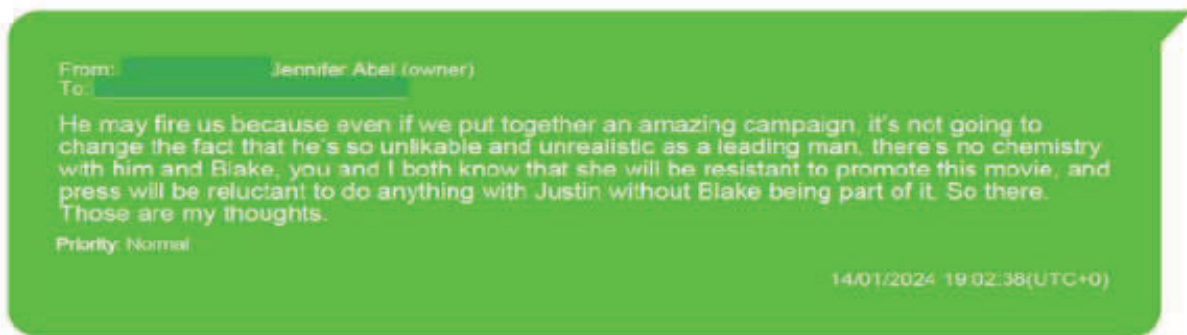 From: Jennifer Abel (owner)
To:
He may fire us because even if we put together an amazing campaign, it's not going to
change the fact that he's so unlikable and unrealistic as a leading man, there's no chemistry
with him and Blake, you and I both know that she will be resistant to promote this movie, and
press will be reluctant to do anything with Justin without Blake being part of it. So there.
Those are my thoughts.
Priority: Normal
14/01/2024 19:02:38(UTC+0)